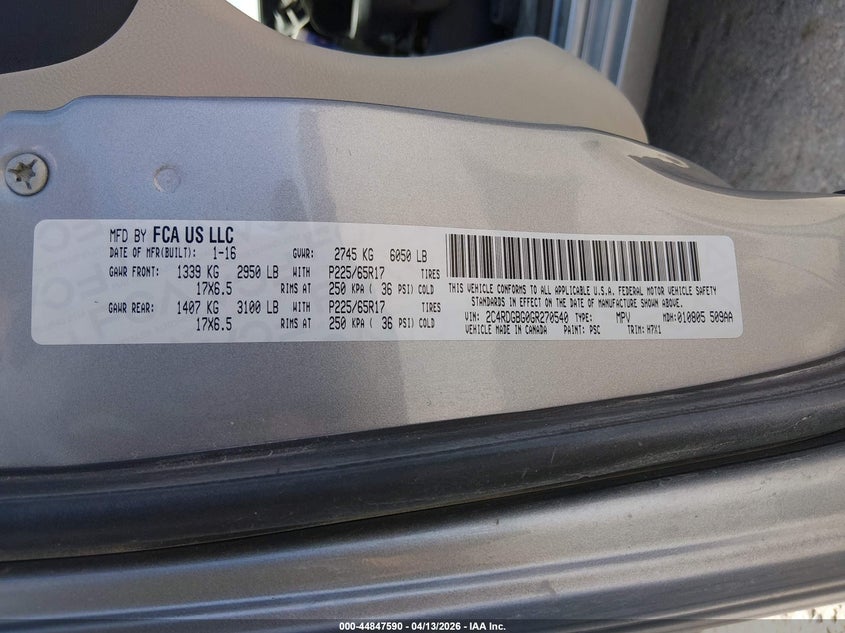 MFD BY FCA US LLC
DATE OF MFR(BUILT): 1-16 GVWR: 2745 KG 6050 LB
GAWR FRONT: 1339 KG 2950 LB WITH P225/65R17 TIRES
17X6.5 RIMS AT 250 KPA ( 36 PSI) COLD
GAWR REAR: 1407 KG 3100 LB WITH P225/65R17 TIRES
17X6.5 RIMS AT 250 KPA ( 36 PSI) COLD
THIS VEHICLE CONFORMS TO ALL APPLICABLE U.S.A. FEDERAL MOTOR VEHICLE SAFETY
STANDARDS IN EFFECT ON THE DATE OF MANUFACTURE SHOWN ABOVE.
VIN: 2C4RDGBG0GR270540 TYPE: MPV MDH: 010805 509AA
VEHICLE MADE IN CANADA PAINT: PSC TRIM: H7X1
000-44847590 - 04/13/2026 - IAA Inc.